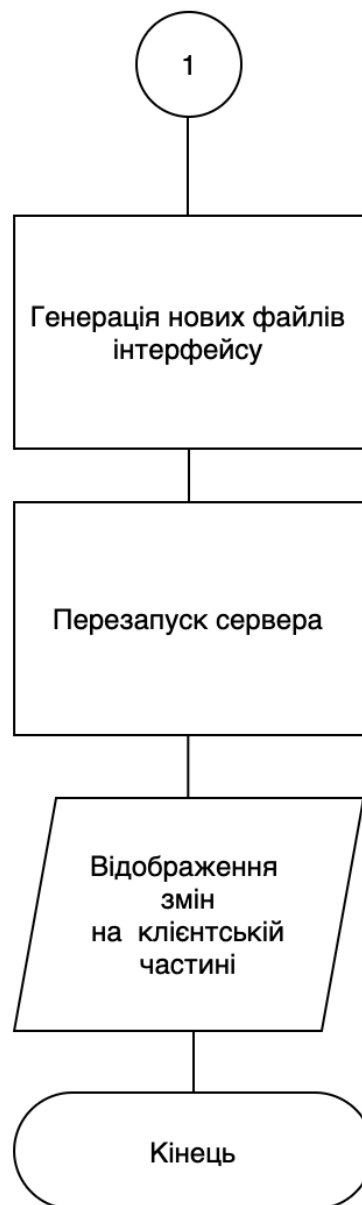 1
Генерація нових файлів
інтерфейсу
Перезапуск сервера
Відображення
змін
на клієнтській
частині
Кінець